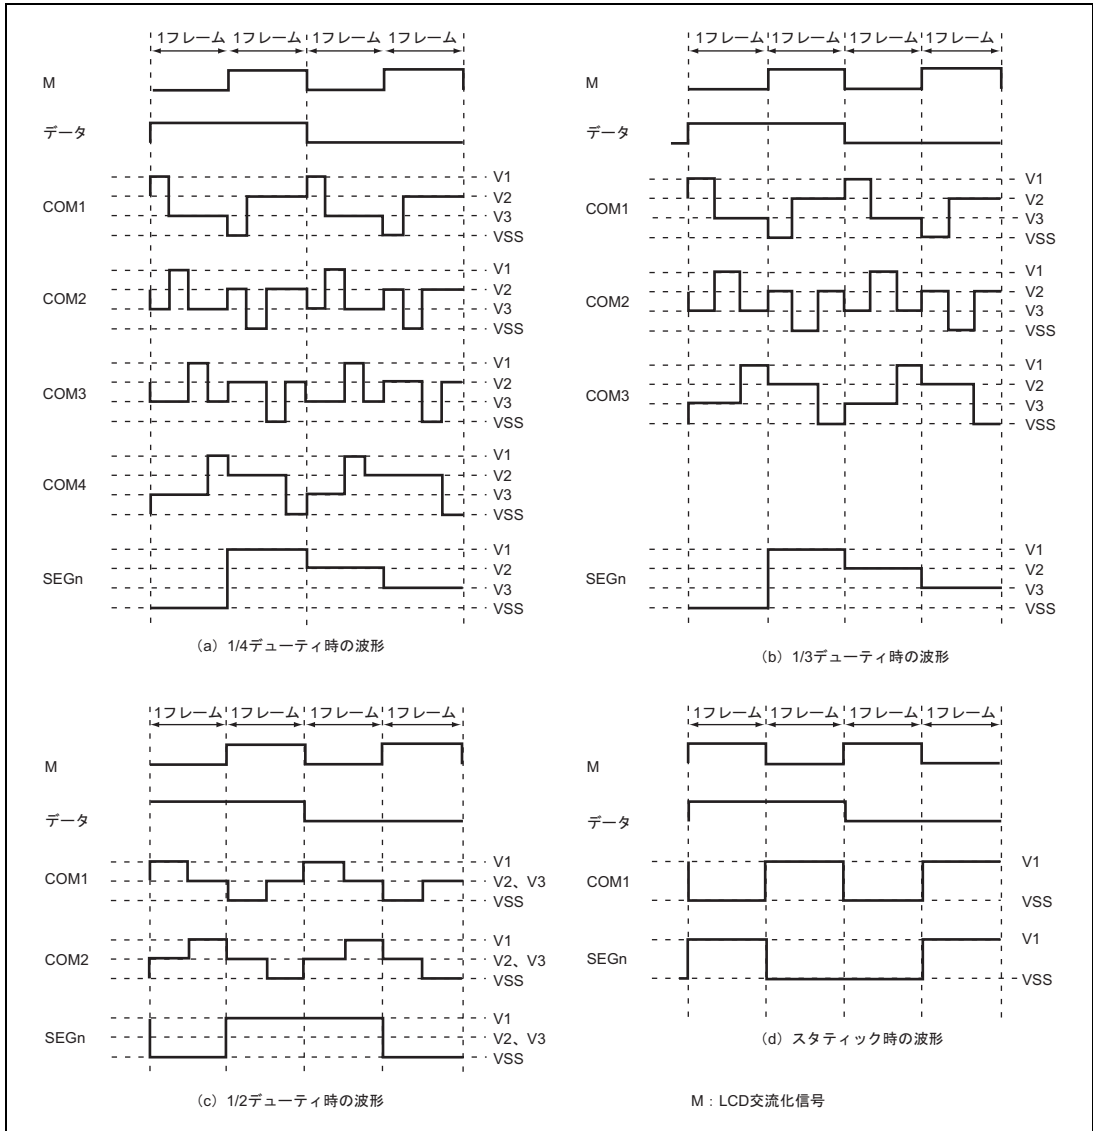 1フレーム 1フレーム 1フレーム 1フレーム
M
データ
COM1
V1
V2
V3
VSS
COM2
V1
V2
V3
VSS
COM3
V1
V2
V3
VSS
COM4
V1
V2
V3
VSS
SEGn
V1
V2
V3
VSS
(a) 1/4デューティ時の波形
1フレーム 1フレーム 1フレーム 1フレーム
M
データ
COM1
V1
V2
V3
VSS
COM2
V1
V2
V3
VSS
COM3
V1
V2
V3
VSS
SEGn
V1
V2
V3
VSS
(b) 1/3デューティ時の波形
1フレーム 1フレーム 1フレーム 1フレーム
M
データ
COM1
V1
V2、V3
VSS
COM2
V1
V2、V3
VSS
SEGn
V1
V2、V3
VSS
(c) 1/2デューティ時の波形
1フレーム 1フレーム 1フレーム 1フレーム
M
データ
COM1
V1
VSS
SEGn
V1
VSS
(d) スタティック時の波形
M:LCD交流化信号